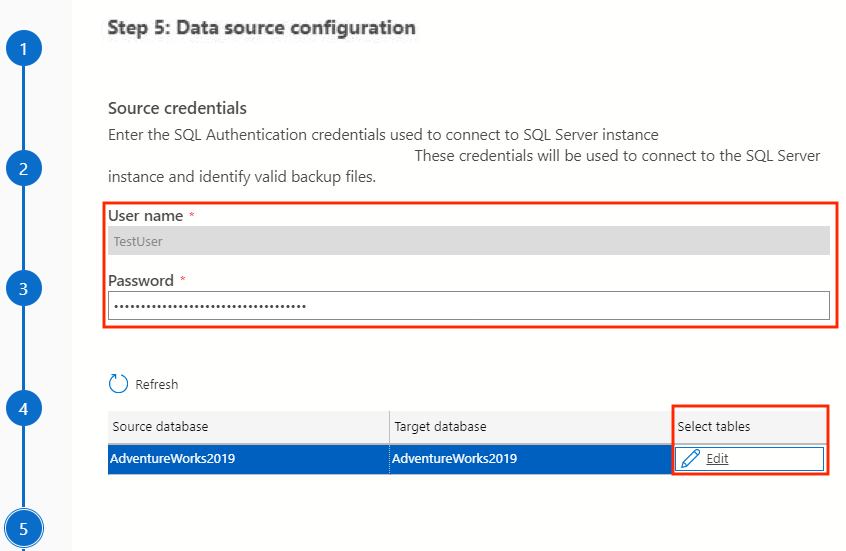 Step 5: Data source configuration
1
Source credentials
Enter the SQL Authentication credentials used to connect to SQL Server instance
These credentials will be used to connect to the SQL Server
instance and identify valid backup files.
2
User name *
TestUser
Password *
••••••••••••••••••••••••••••••••••••
3
Refresh
4
Source database Target database Select tables
AdventureWorks2019 AdventureWorks2019 Edit
5